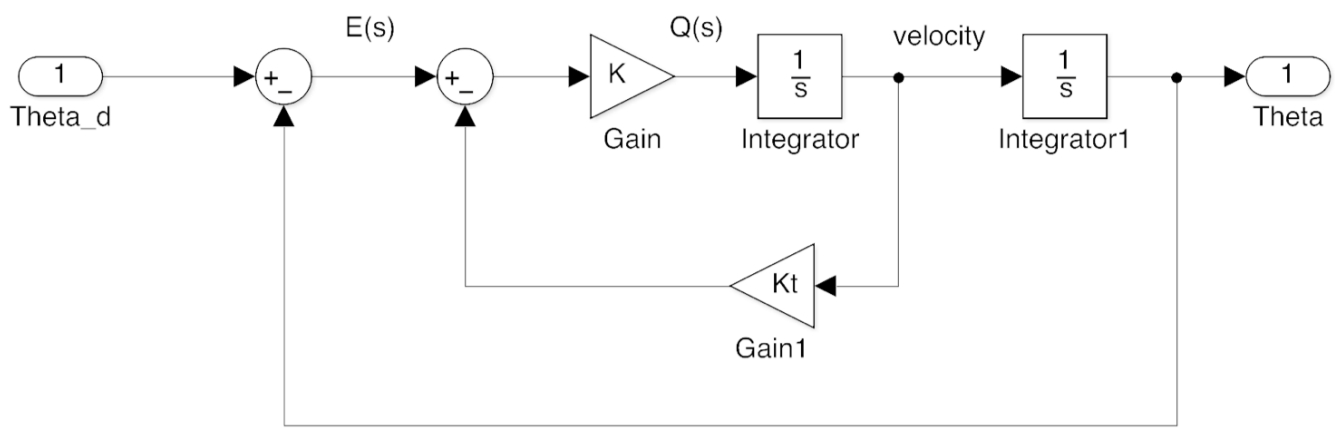 E(s)
Q(s)
velocity
1
+
−
+
−
K
1
s
1
s
1
Theta_d
Gain
Integrator
Integrator1
Theta
Kt
Gain1